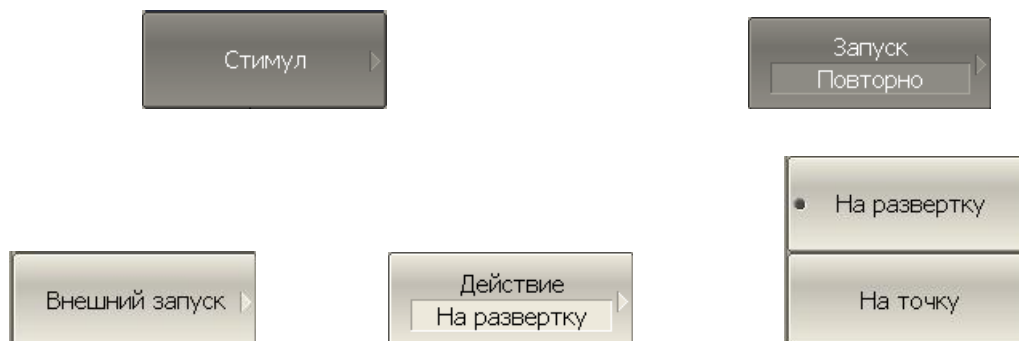 Стимул
Запуск
Повторно
На развертку
Внешний запуск
Действие
На развертку
На точку